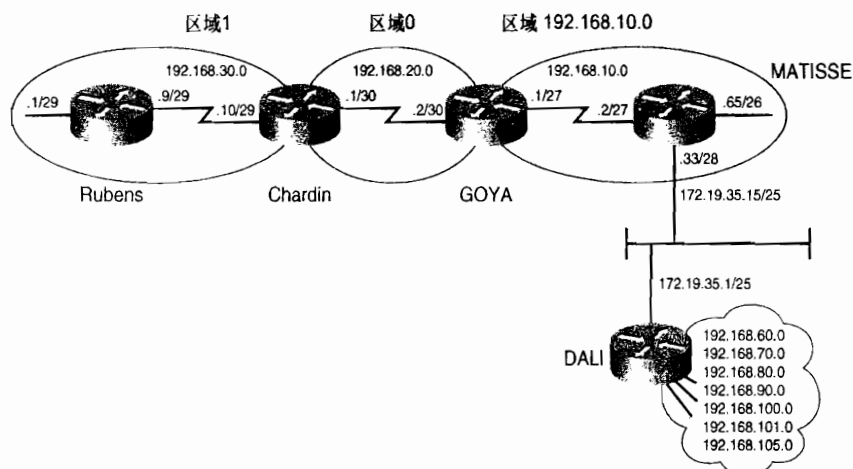 区域1
区域0
区域 192.168.10.0
192.168.30.0
192.168.20.0
192.168.10.0
MATISSE
.1/29
.9/29
.10/29
.1/30
.2/30
.1/27
.2/27
.65/26
.33/28
Rubens
Chardin
GOYA
172.19.35.15/25
172.19.35.1/25
DALI
192.168.60.0
192.168.70.0
192.168.80.0
192.168.90.0
192.168.100.0
192.168.101.0
192.168.105.0